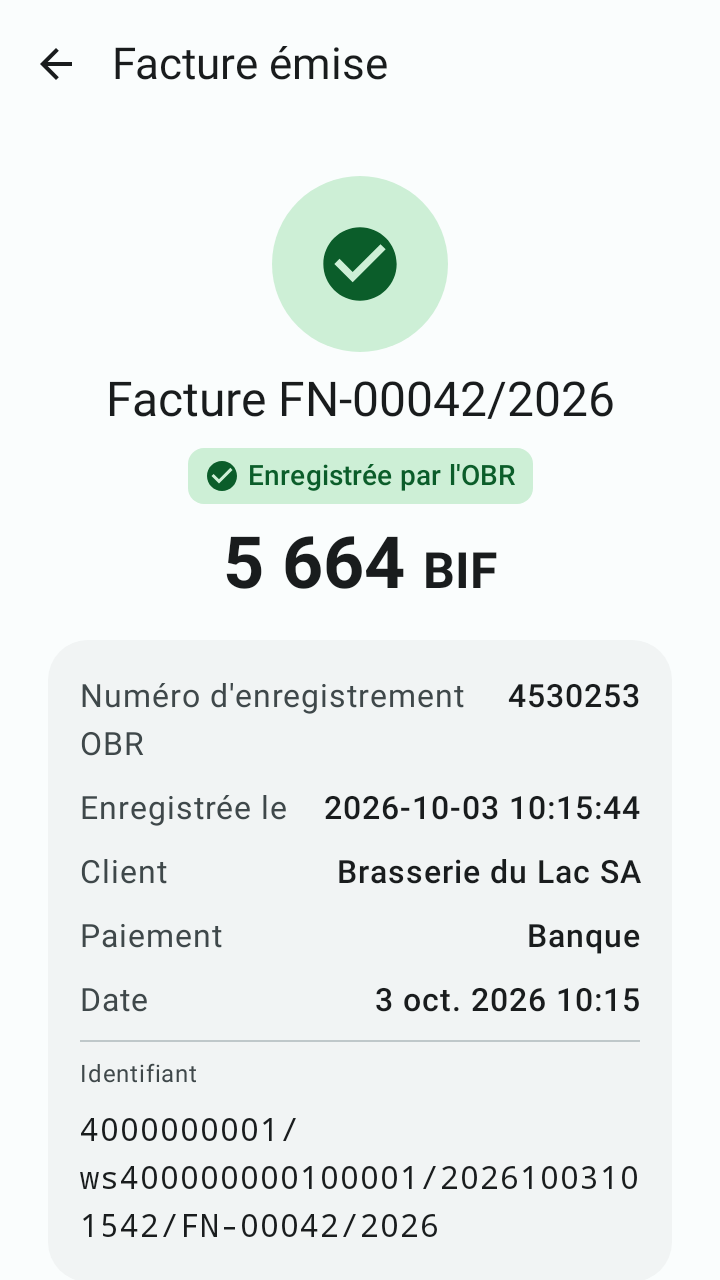 Facture émise
Facture FN-00042/2026
Enregistrée par l'OBR
5 664 BIF
Numéro d'enregistrement 4530253
OBR
Enregistrée le 2026-10-03 10:15:44
Client Brasserie du Lac SA
Paiement Banque
Date 3 oct. 2026 10:15
Identifiant
4000000001/
ws400000000100001/2026100310
1542/FN-00042/2026